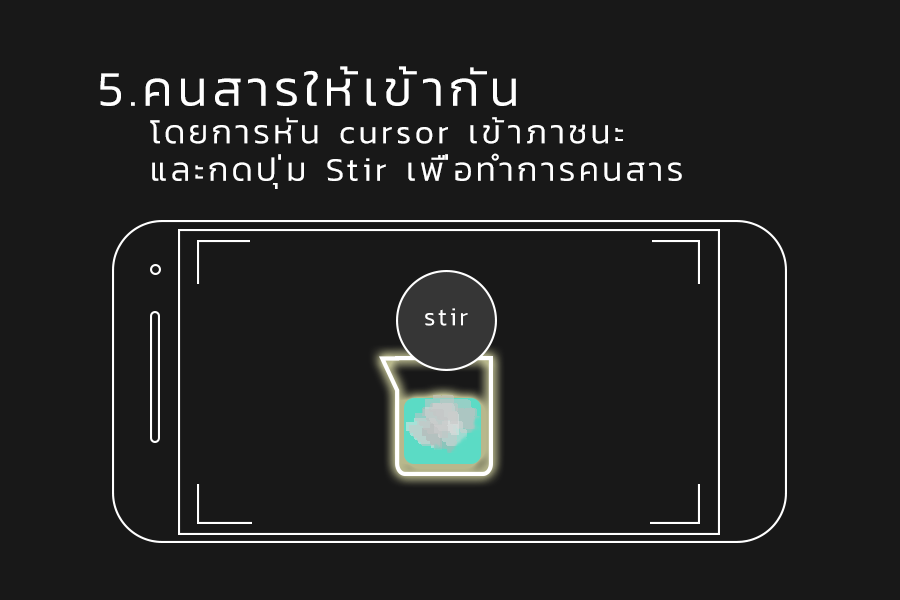 5.คนสารให้เข้ากัน
โดยการหัน cursor เข้าภาชนะ
และกดปุ่ม Stir เพื่อทำการคนสาร
stir